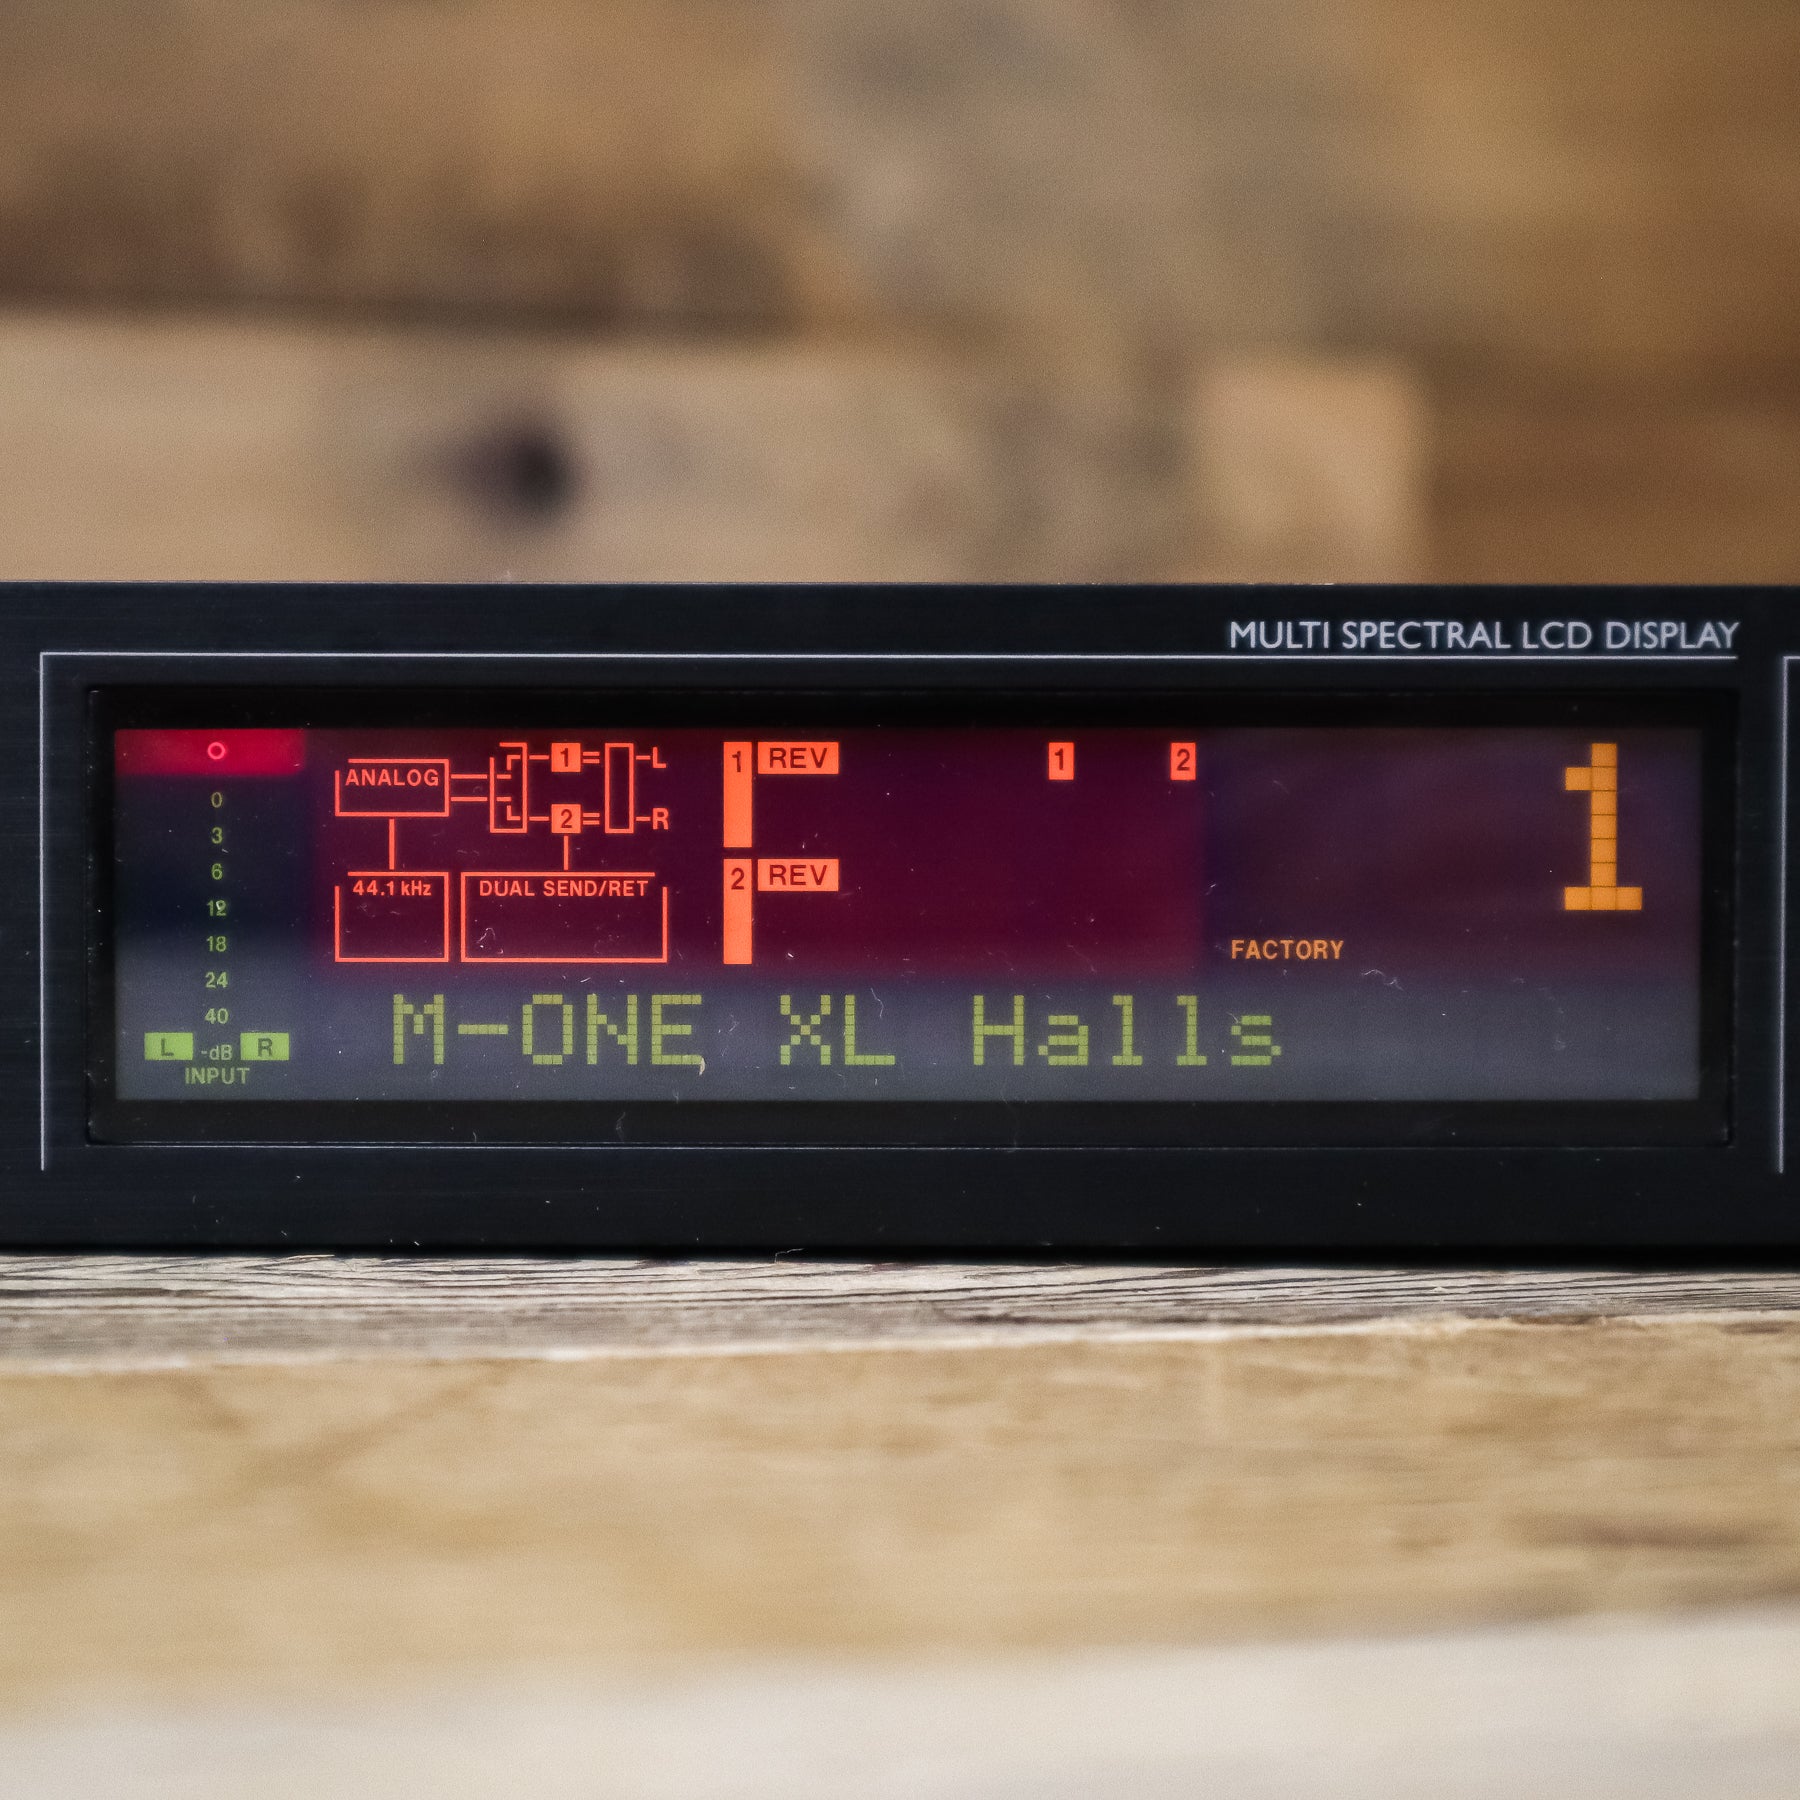 MULTI SPECTRAL LCD DISPLAY
0
3
6
12
18
24
40
L -dB R
INPUT
ANALOG
1 L
2 R
44.1 kHz
DUAL SEND/RET
1 REV
2 REV
1 2
1
FACTORY
M-ONE XL Halls